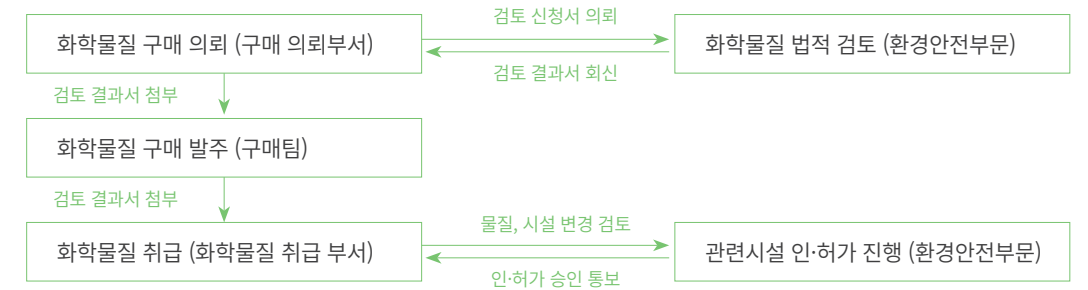 검토 신청서 의뢰
화학물질 구매 의뢰 (구매 의뢰부서)
화학물질 법적 검토 (환경안전부문)
검토 결과서 회신
검토 결과서 첨부
화학물질 구매 발주 (구매팀)
검토 결과서 첨부
물질, 시설 변경 검토
화학물질 취급 (화학물질 취급 부서)
관련시설 인·허가 진행 (환경안전부문)
인·허가 승인 통보